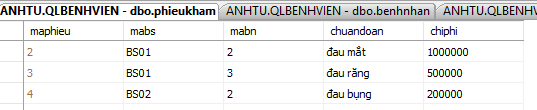 ANHTU.QLBENHVIEN - dbo.phieukham ANHTU.QLBENHVIEN - dbo.benhnhan ANHTU.QLBENHVIEN
maphieu mabs mabn chuandoan chiphi
2 BS01 2 đau mắt 1000000
3 BS01 3 đau răng 500000
4 BS02 2 đau bụng 200000